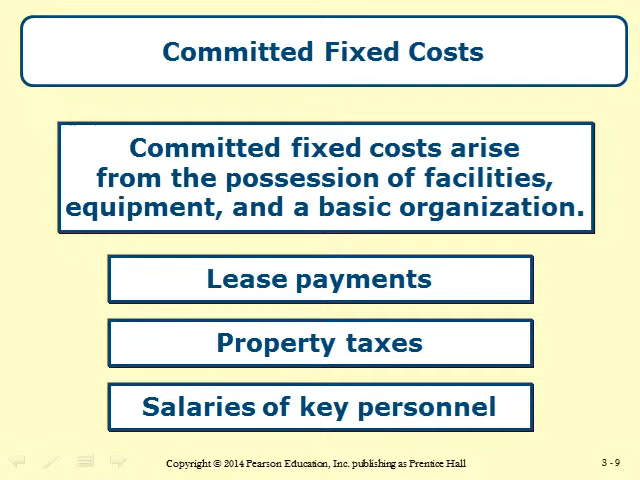 Committed Fixed Costs
Committed fixed costs arise
from the possession of facilities,
equipment, and a basic organization.
Lease payments
Property taxes
Salaries of key personnel
Copyright © 2014 Pearson Education, Inc. publishing as Prentice Hall
3 - 9